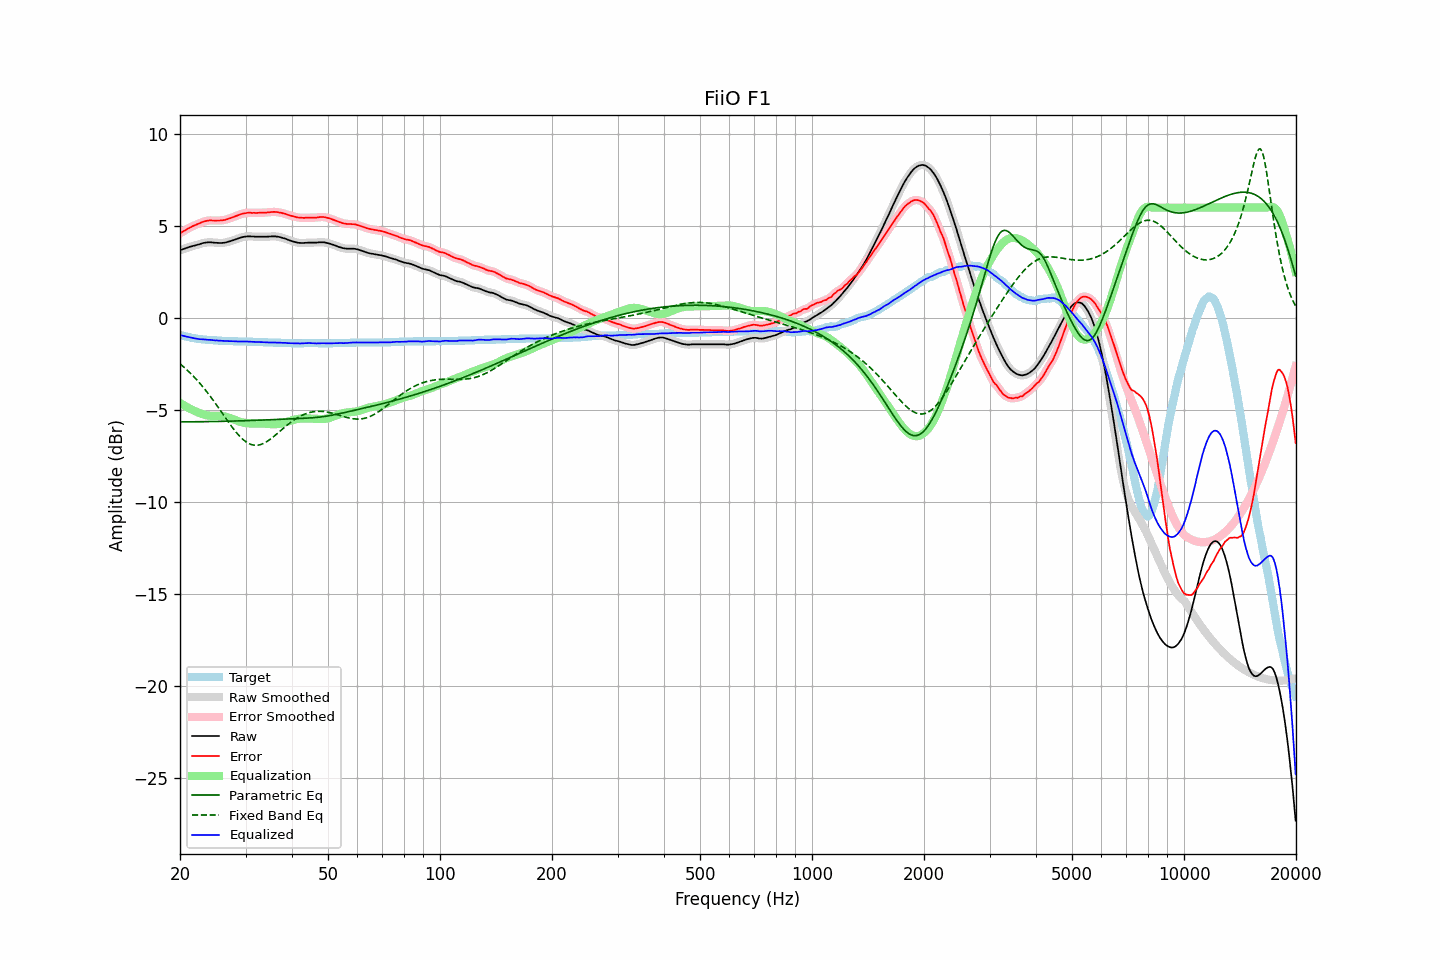 FiiO F1
10
5
0
−5
−10
−15
−20
−25
Amplitude (dBr)
Target
Raw Smoothed
Error Smoothed
Raw
Error
Equalization
Parametric Eq
Fixed Band Eq
Equalized
20 50 100 200 500 1000 2000 5000 10000 20000
Frequency (Hz)